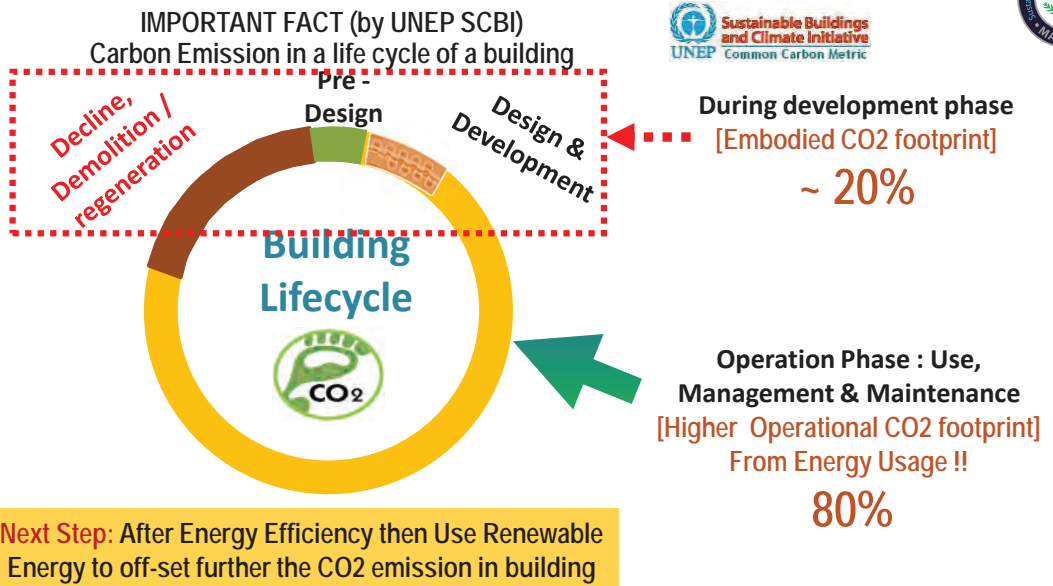 IMPORTANT FACT (by UNEP SCBI)
Carbon Emission in a life cycle of a building
UNEP
Sustainable Buildings
and Climate Initiative
Common Carbon Metric
Decline,
Demolition /
regeneration
Pre -
Design
Design &
Development
During development phase
[Embodied CO2 footprint]
~ 20%
Building
Lifecycle
CO2
Operation Phase : Use,
Management & Maintenance
[Higher Operational CO2 footprint]
From Energy Usage !!
80%
Next Step: After Energy Efficiency then Use Renewable
Energy to off-set further the CO2 emission in building